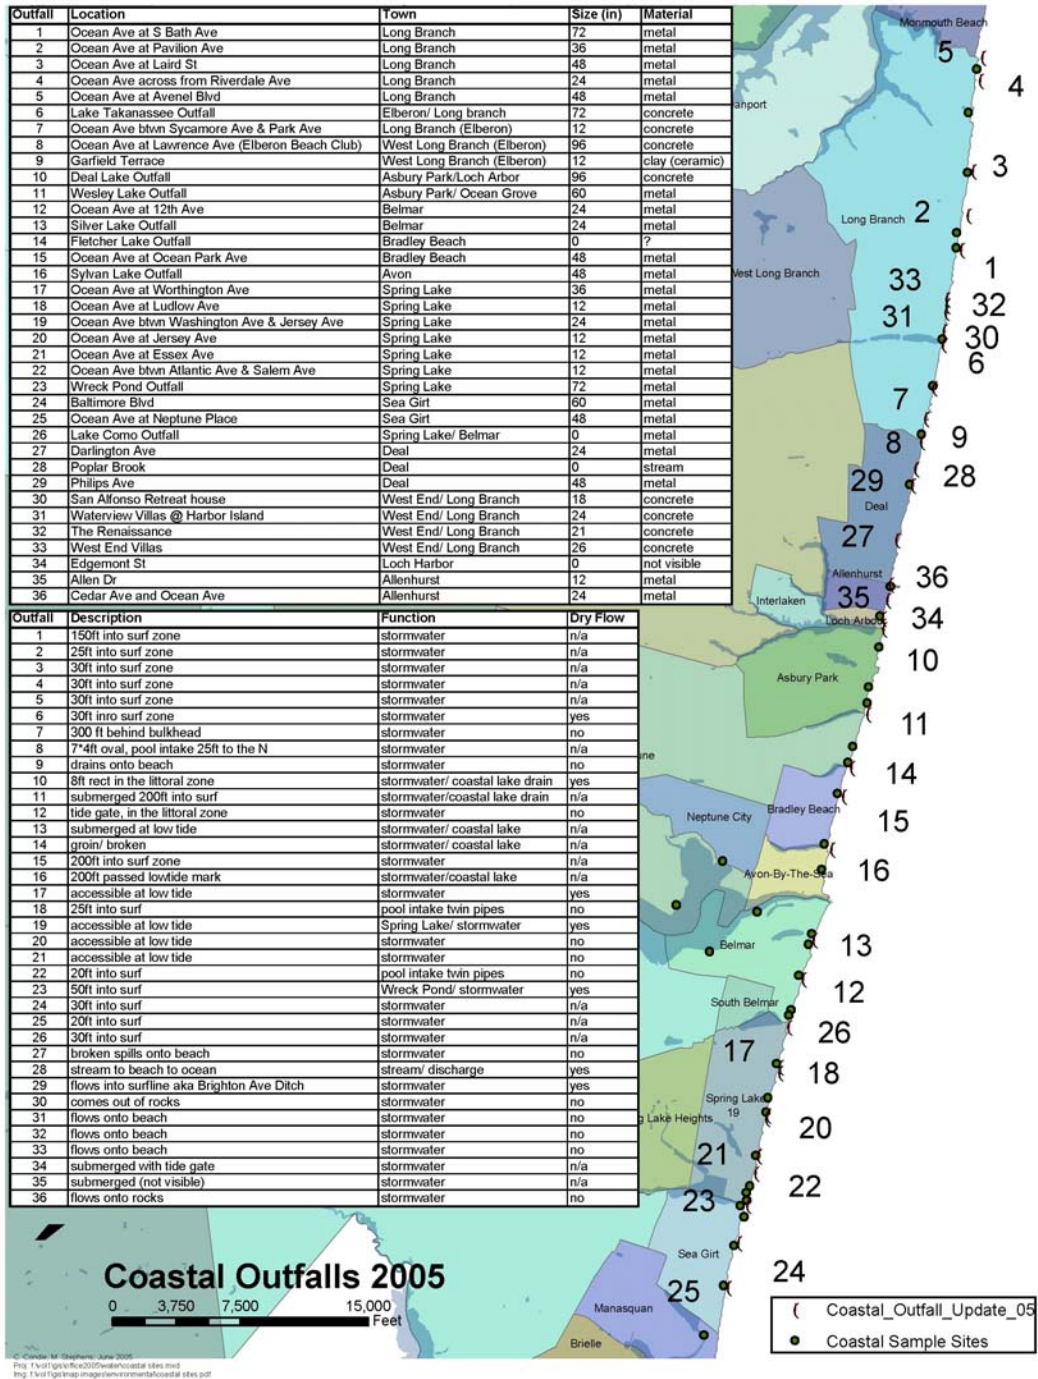 Outfall Location Town Size (in) Material
1 Ocean Ave at S Bath Ave Long Branch 72 metal
2 Ocean Ave at Pavilion Ave Long Branch 36 metal
3 Ocean Ave at Laird St Long Branch 48 metal
4 Ocean Ave across from Riverdale Ave Long Branch 24 metal
5 Ocean Ave at Avenel Blvd Long Branch 48 metal
6 Lake Takanassee Outfall Elberon/ Long branch 72 concrete
7 Ocean Ave btwn Sycamore Ave & Park Ave Long Branch (Elberon) 12 concrete
8 Ocean Ave at Lawrence Ave (Elberon Beach Club) West Long Branch (Elberon) 96 concrete
9 Garfield Terrace West Long Branch (Elberon) 12 clay (ceramic)
10 Deal Lake Outfall Asbury Park/Loch Arbor 96 concrete
11 Wesley Lake Outfall Asbury Park/ Ocean Grove 60 metal
12 Ocean Ave at 12th Ave Belmar 24 metal
13 Silver Lake Outfall Belmar 24 metal
14 Fletcher Lake Outfall Bradley Beach 0 ?
15 Ocean Ave at Ocean Park Ave Bradley Beach 48 metal
16 Sylvan Lake Outfall Avon 48 metal
17 Ocean Ave at Worthington Ave Spring Lake 36 metal
18 Ocean Ave at Ludlow Ave Spring Lake 12 metal
19 Ocean Ave btwn Washington Ave & Jersey Ave Spring Lake 24 metal
20 Ocean Ave at Jersey Ave Spring Lake 12 metal
21 Ocean Ave at Essex Ave Spring Lake 12 metal
22 Ocean Ave btwn Atlantic Ave & Salem Ave Spring Lake 12 metal
23 Wreck Pond Outfall Spring Lake 72 metal
24 Baltimore Blvd Sea Girt 60 metal
25 Ocean Ave at Neptune Place Sea Girt 48 metal
26 Lake Como Outfall Spring Lake/ Belmar 0 metal
27 Darlington Ave Deal 24 metal
28 Poplar Brook Deal 0 stream
29 Philips Ave Deal 48 metal
30 San Alfonso Retreat house West End/ Long Branch 18 concrete
31 Waterview Villas @ Harbor Island West End/ Long Branch 24 concrete
32 The Renaissance West End/ Long Branch 21 concrete
33 West End Villas West End/ Long Branch 26 concrete
34 Edgemont St Loch Harbor 0 not visible
35 Allen Dr Allenhurst 12 metal
36 Cedar Ave and Ocean Ave Allenhurst 24 metal
Outfall Description Function Dry Flow
1 150ft into surf zone stormwater n/a
2 25ft into surf zone stormwater n/a
3 30ft into surf zone stormwater n/a
4 30ft into surf zone stormwater n/a
5 30ft into surf zone stormwater n/a
6 30ft inro surf zone stormwater yes
7 300 ft behind bulkhead stormwater no
8 7*4ft oval, pool intake 25ft to the N stormwater n/a
9 drains onto beach stormwater no
10 8ft rect in the littoral zone stormwater/ coastal lake drain yes
11 submerged 200ft into surf stormwater/coastal lake drain n/a
12 tide gate, in the littoral zone stormwater no
13 submerged at low tide stormwater/ coastal lake n/a
14 groin/ broken stormwater/ coastal lake n/a
15 200ft into surf zone stormwater n/a
16 200ft passed lowtide mark stormwater/coastal lake n/a
17 accessible at low tide stormwater yes
18 25ft into surf pool intake twin pipes no
19 accessible at low tide Spring Lake/ stormwater yes
20 accessible at low tide stormwater no
21 accessible at low tide stormwater no
22 20ft into surf pool intake twin pipes no
23 50ft into surf Wreck Pond/ stormwater yes
24 30ft into surf stormwater n/a
25 20ft into surf stormwater n/a
26 30ft into surf stormwater n/a
27 broken spills onto beach stormwater no
28 stream to beach to ocean stream/ discharge yes
29 flows into surfline aka Brighton Ave Ditch stormwater yes
30 comes out of rocks stormwater no
31 flows onto beach stormwater no
32 flows onto beach stormwater no
33 flows onto beach stormwater no
34 submerged with tide gate stormwater n/a
35 submerged (not visible) stormwater n/a
36 flows onto rocks stormwater no
Monmouth Beach
5
4
anport
3
Long Branch 2
1
West Long Branch
33
32
31
30
6
7
9
8
28
29
Deal
27
Allenhurst
36
Interlaken
35
34
Loch Arbour
10
Asbury Park
11
une
14
Bradley Beach
Neptune City
15
Avon-By-The-Sea
16
Belmar
13
South Belmar
12
26
17
18
Spring Lake
19
g Lake Heights
20
21
22
23
Sea Girt
24
25
Manasquan
Brielle
Coastal Outfalls 2005
0 3,750 7,500 15,000
Feet
Coastal_Outfall_Update_05
Coastal Sample Sites
C. Condie, M. Stephens; June 2005